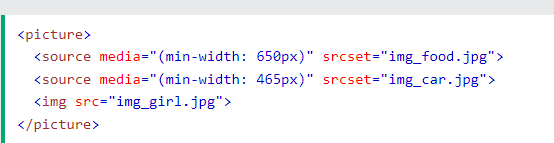 <picture>
  <source media="(min-width: 650px)" srcset="img_food.jpg">
  <source media="(min-width: 465px)" srcset="img_car.jpg">
  <img src="img_girl.jpg">
</picture>